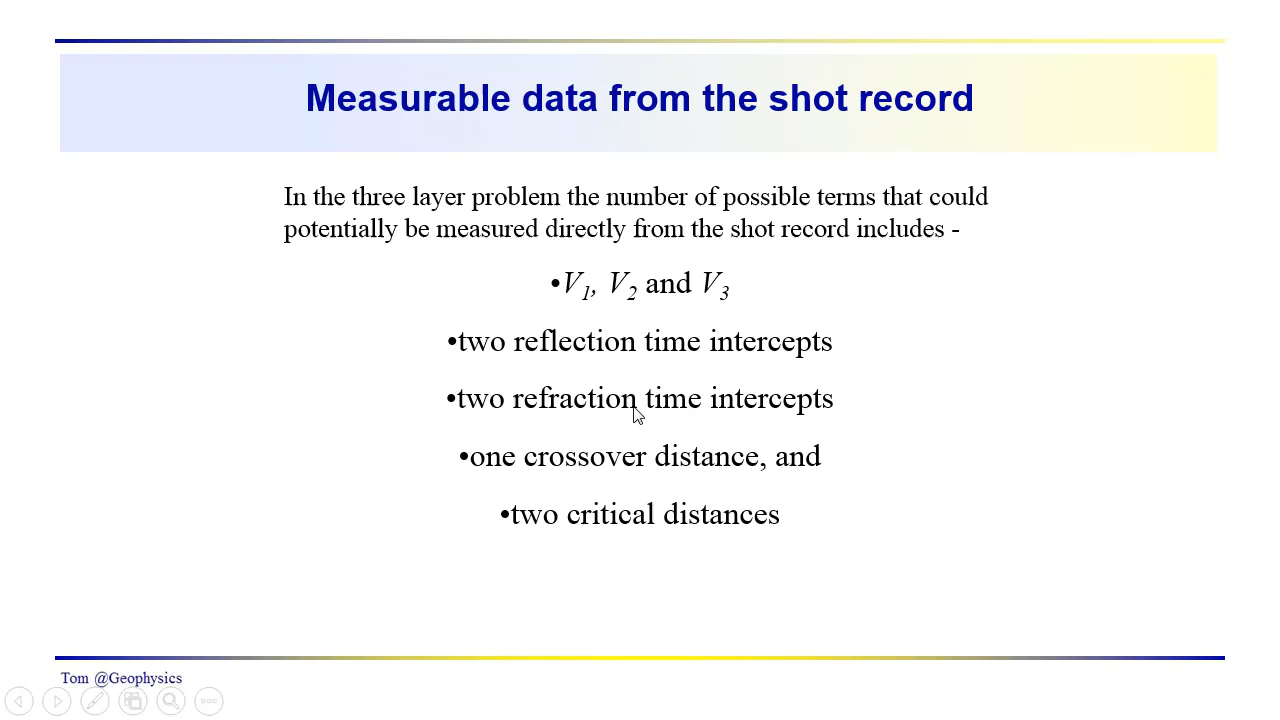 Measurable data from the shot record
In the three layer problem the number of possible terms that could
potentially be measured directly from the shot record includes -
•V₁, V₂ and V₃
•two reflection time intercepts
•two refraction time intercepts
•one crossover distance, and
•two critical distances
Tom @Geophysics